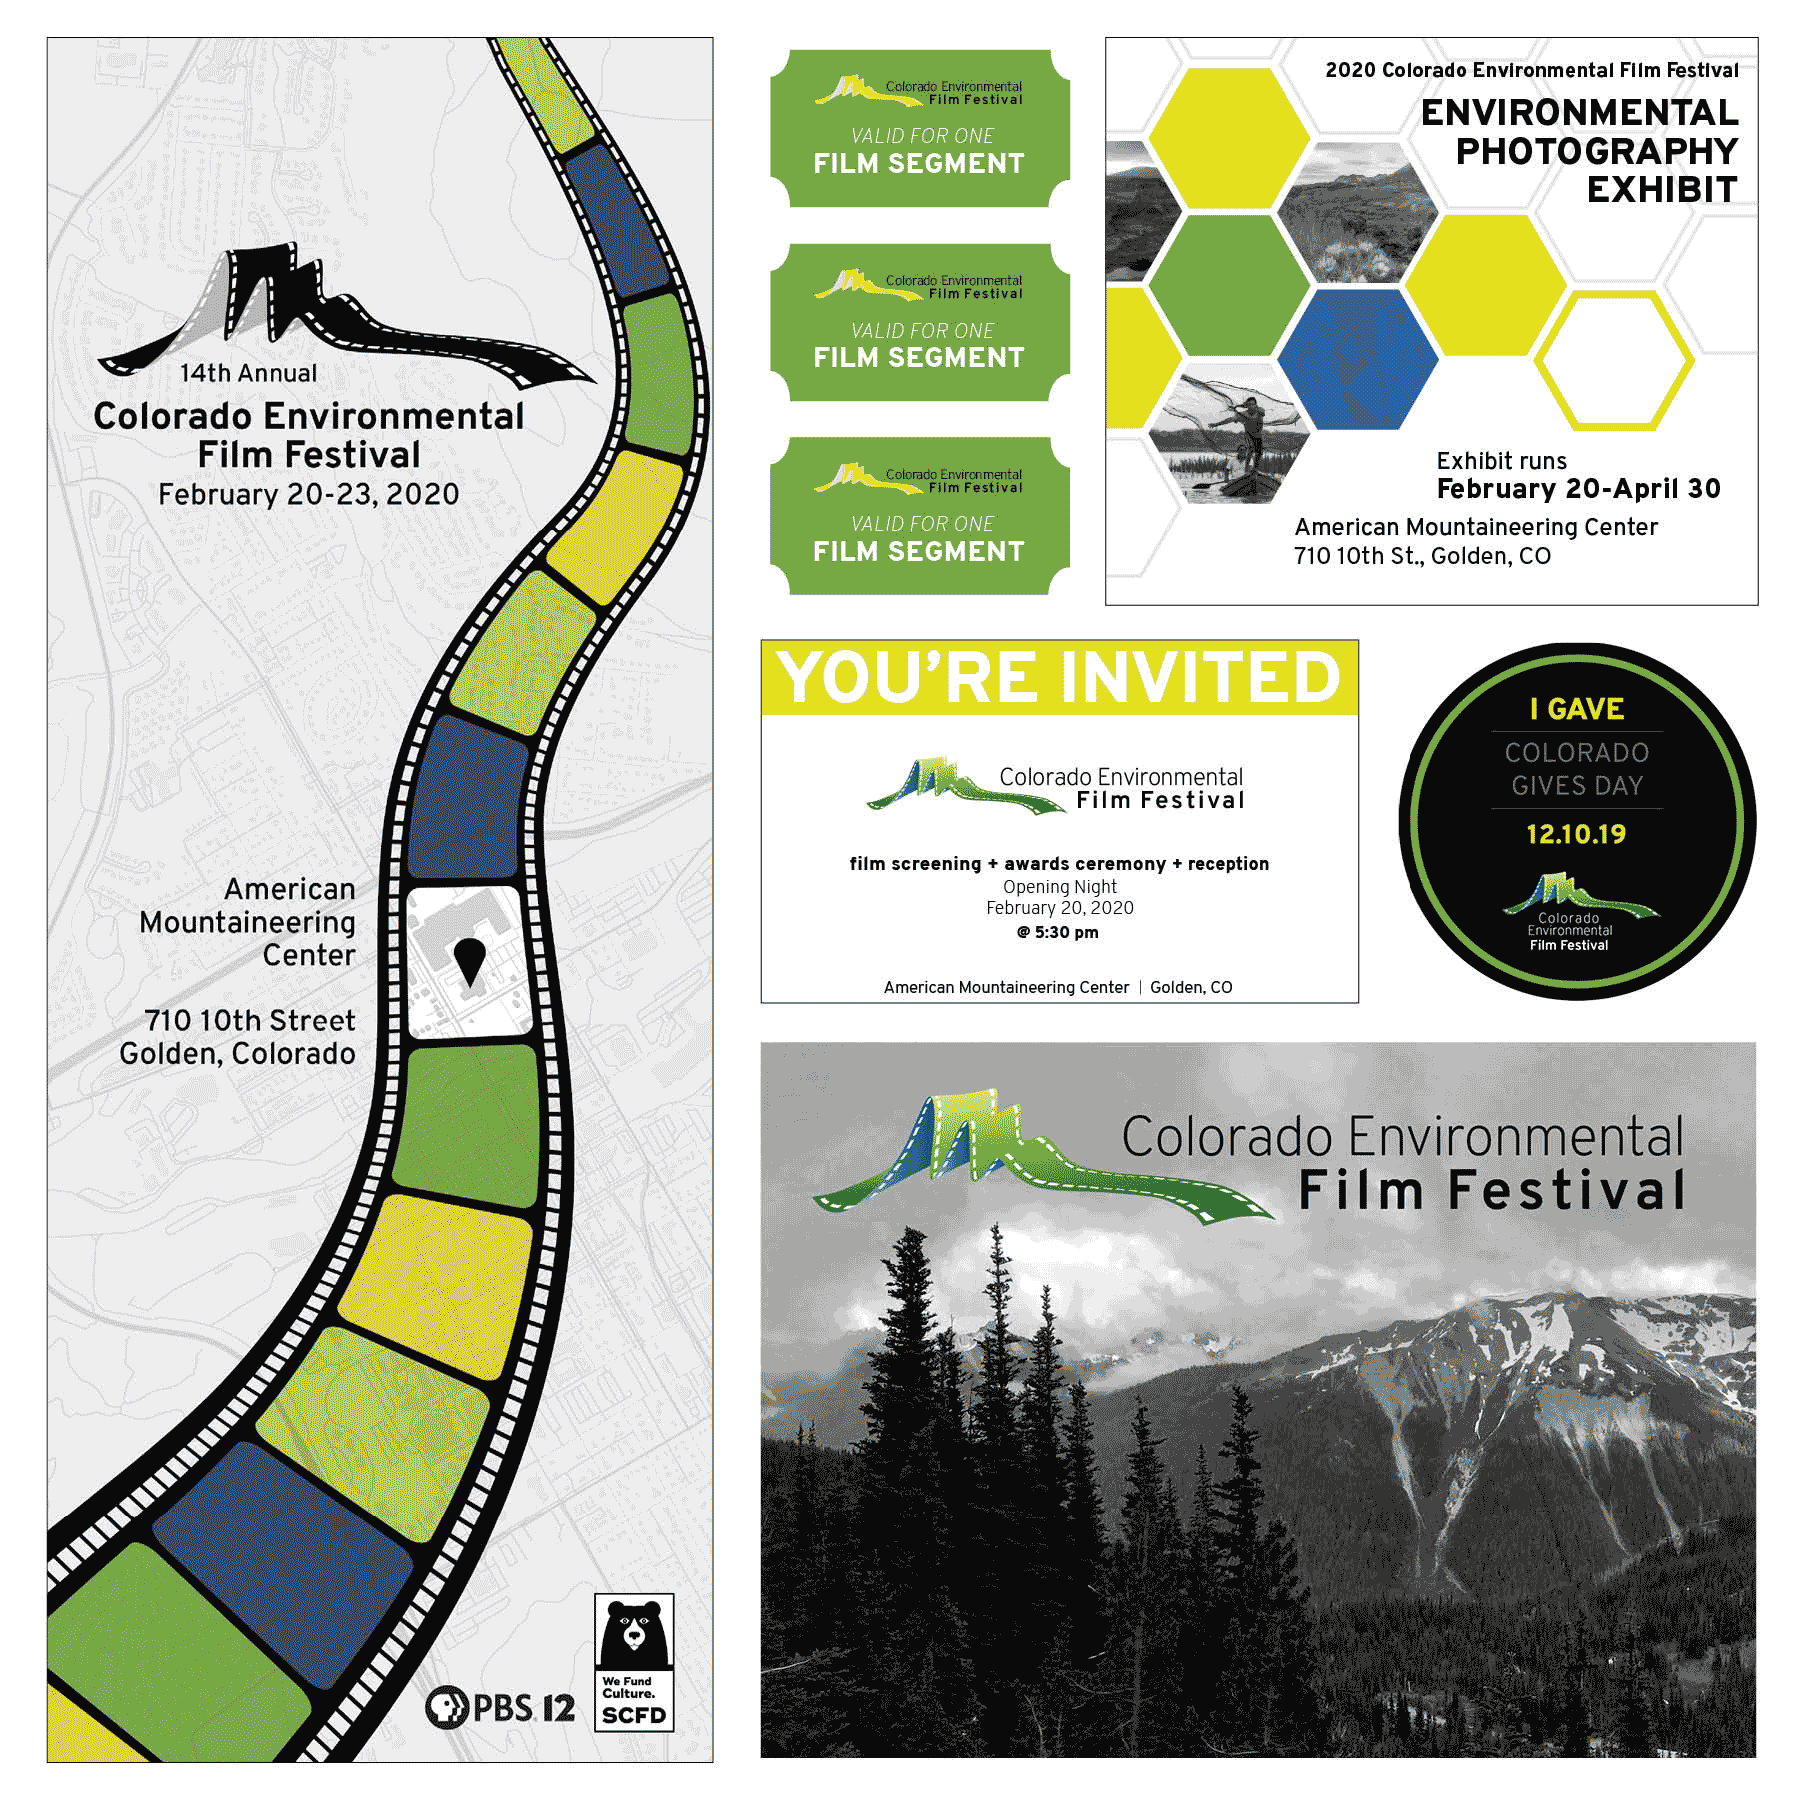 14th Annual
Colorado Environmental
Film Festival
February 20-23, 2020
American
Mountaineering
Center
710 10th Street
Golden, Colorado
PBS 12
We Fund
Culture.
SCFD
Colorado Environmental
Film Festival
VALID FOR ONE
FILM SEGMENT
Colorado Environmental
Film Festival
VALID FOR ONE
FILM SEGMENT
Colorado Environmental
Film Festival
VALID FOR ONE
FILM SEGMENT
2020 Colorado Environmental Film Festival
ENVIRONMENTAL
PHOTOGRAPHY
EXHIBIT
Exhibit runs
February 20-April 30
American Mountaineering Center
710 10th St., Golden, CO
YOU'RE INVITED
Colorado Environmental
Film Festival
film screening + awards ceremony + reception
Opening Night
February 20, 2020
@ 5:30 pm
American Mountaineering Center | Golden, CO
I GAVE
COLORADO
GIVES DAY
12.10.19
Colorado
Environmental
Film Festival
Colorado Environmental
Film Festival